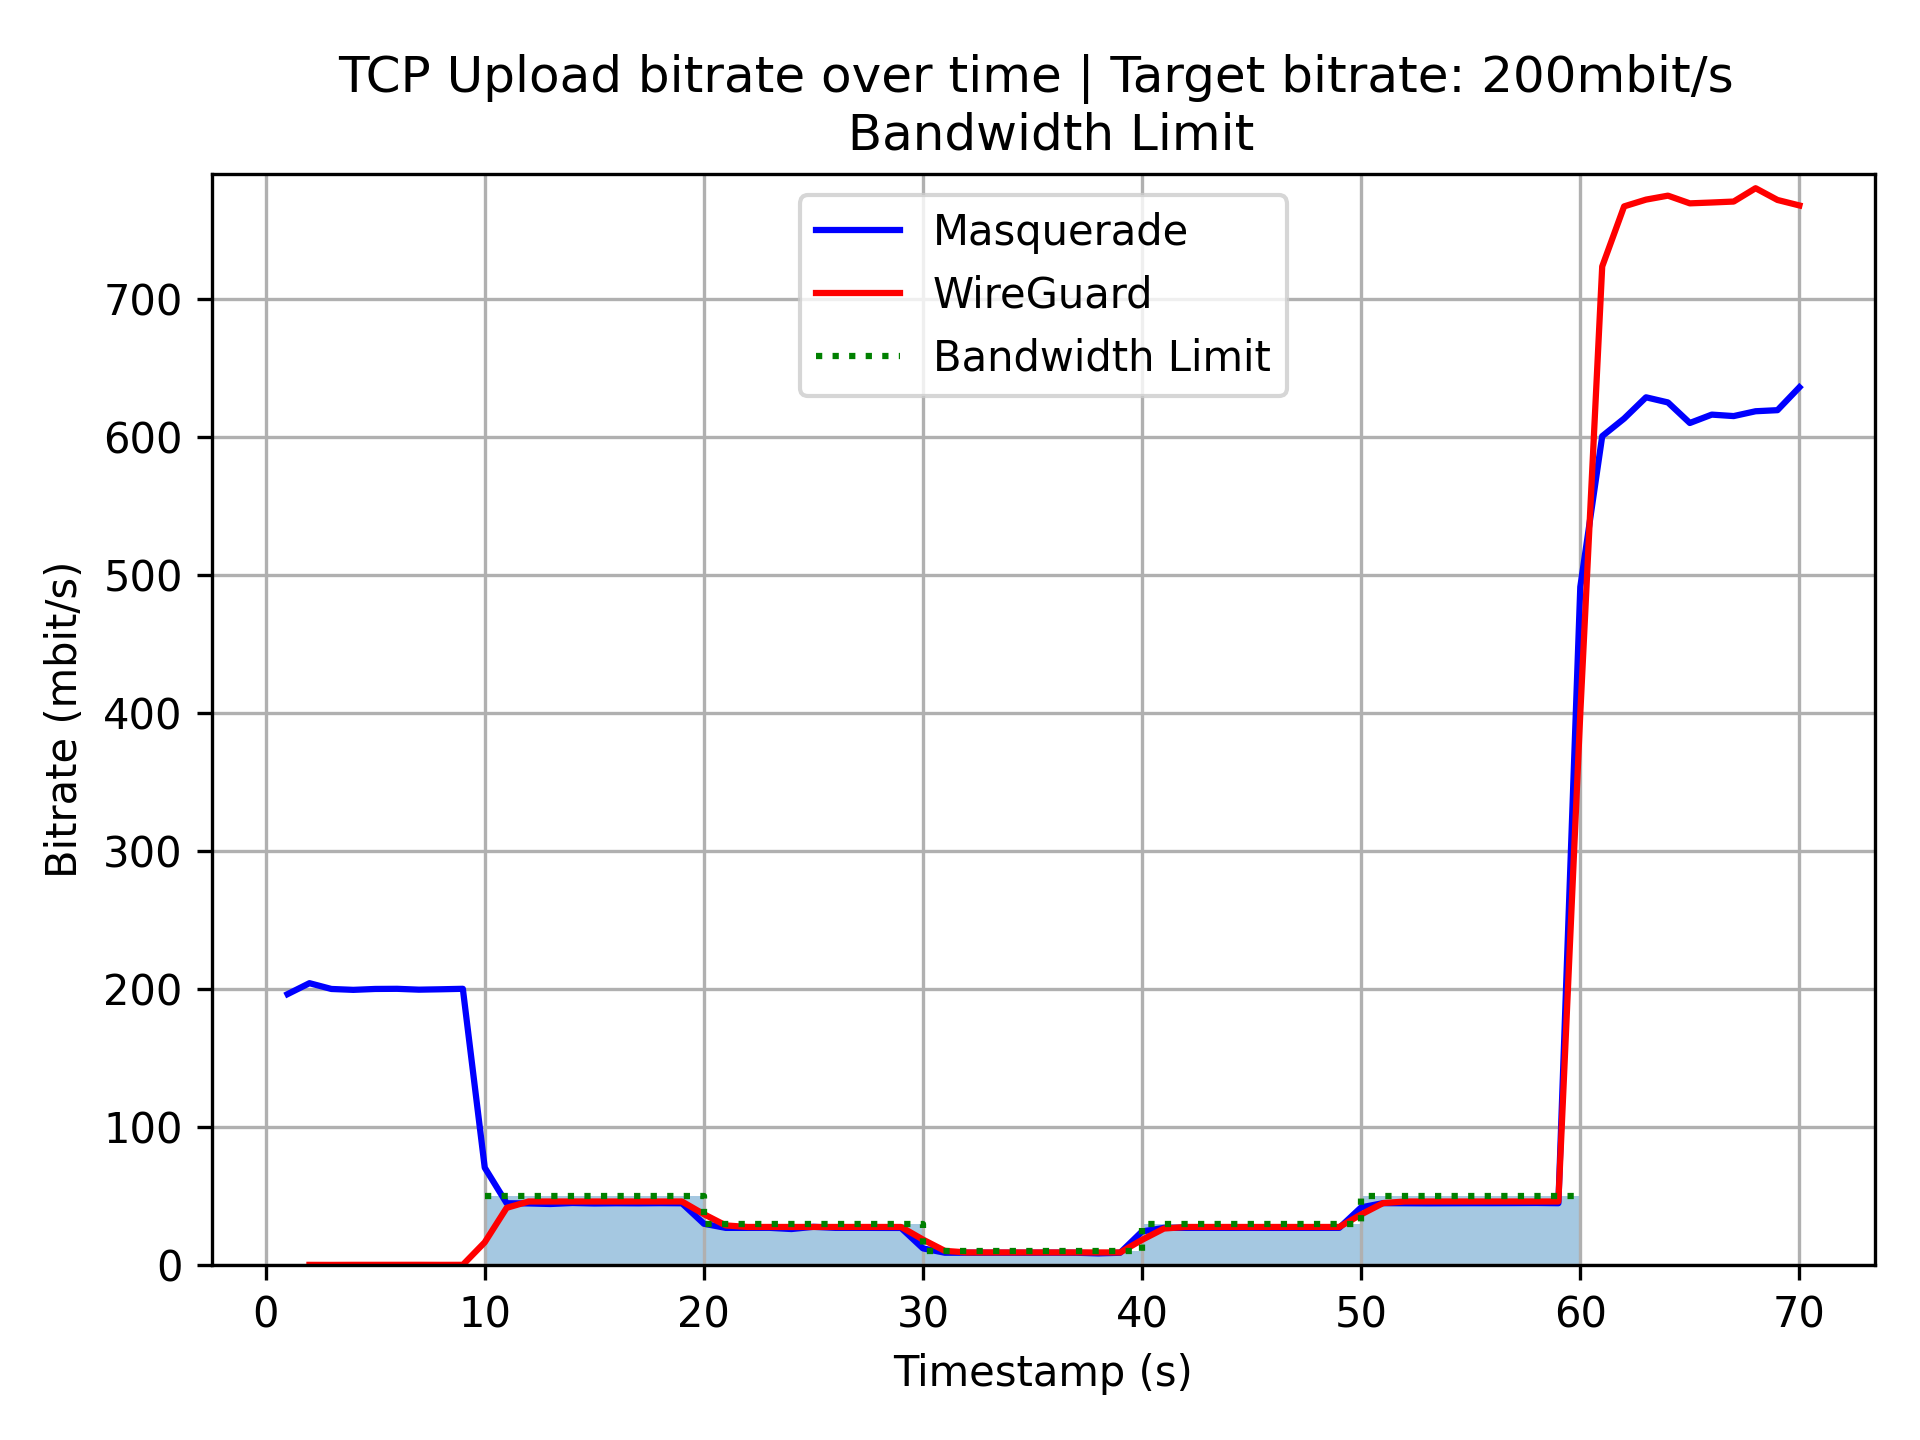 TCP Upload bitrate over time | Target bitrate: 200mbit/s
Bandwidth Limit
Masquerade
WireGuard
Bandwidth Limit
700
600
500
400
300
200
100
0
Bitrate (mbit/s)
0 10 20 30 40 50 60 70
Timestamp (s)